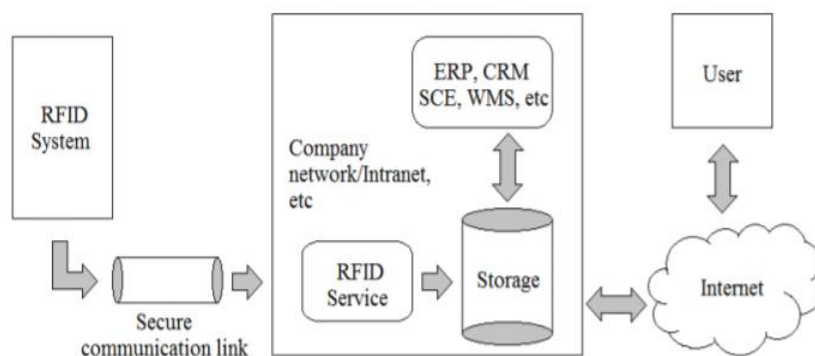 RFID
System
Secure
communication link
Company
network/Intranet,
etc
ERP, CRM
SCE, WMS, etc
RFID
Service
Storage
User
Internet